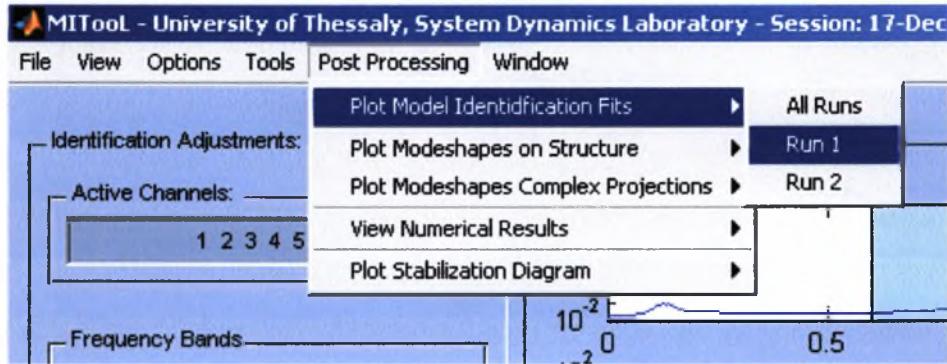 MITooL - University of Thessaly, System Dynamics Laboratory - Session: 17-Dec
File View Options Tools Post Processing Window
Plot Model Identidfication Fits
All Runs
Identification Adjustments:
Plot Modeshapes on Structure
Run 1
Active Channels:
Plot Modeshapes Complex Projections
Run 2
1 2 3 4 5
View Numerical Results
Plot Stabilization Diagram
10-2
Frequency Bands
0
0.5